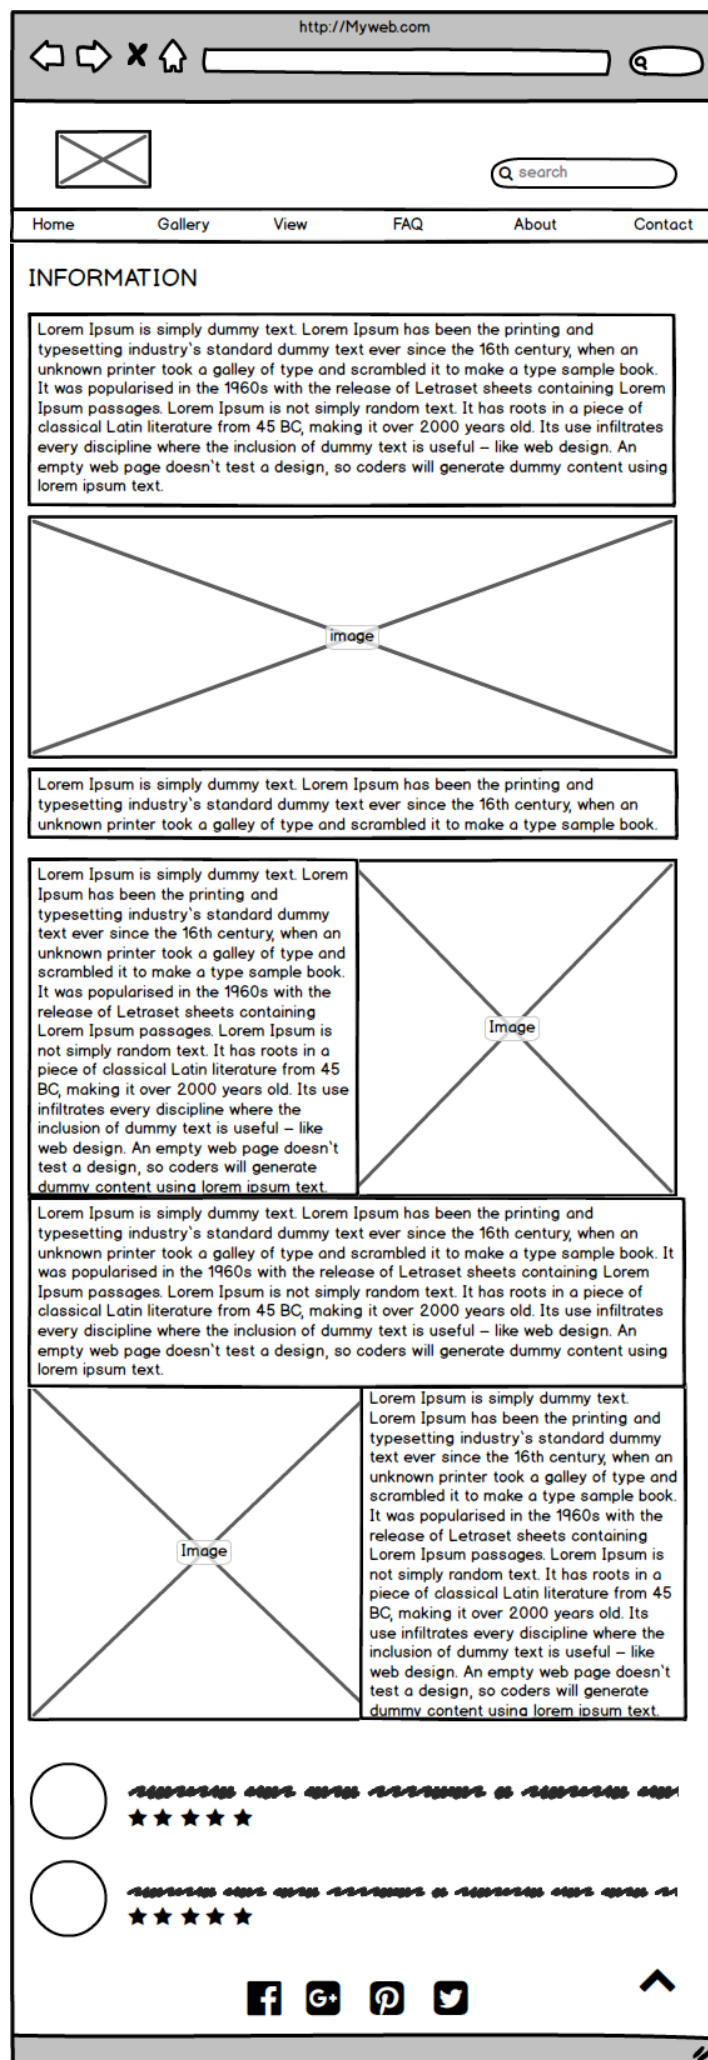 http://Myweb.com
search
Home Gallery View FAQ About Contact
INFORMATION
Lorem Ipsum is simply dummy text. Lorem Ipsum has been the printing and
typesetting industry`s standard dummy text ever since the 16th century, when an
unknown printer took a galley of type and scrambled it to make a type sample book.
It was popularised in the 1960s with the release of Letraset sheets containing Lorem
Ipsum passages. Lorem Ipsum is not simply random text. It has roots in a piece of
classical Latin literature from 45 BC, making it over 2000 years old. Its use infiltrates
every discipline where the inclusion of dummy text is useful – like web design. An
empty web page doesn`t test a design, so coders will generate dummy content using
lorem ipsum text.
image
Lorem Ipsum is simply dummy text. Lorem Ipsum has been the printing and
typesetting industry`s standard dummy text ever since the 16th century, when an
unknown printer took a galley of type and scrambled it to make a type sample book.
Lorem Ipsum is simply dummy text. Lorem
Ipsum has been the printing and
typesetting industry`s standard dummy
text ever since the 16th century, when an
unknown printer took a galley of type and
scrambled it to make a type sample book.
It was popularised in the 1960s with the
release of Letraset sheets containing
Lorem Ipsum passages. Lorem Ipsum is
not simply random text. It has roots in a
piece of classical Latin literature from 45
BC, making it over 2000 years old. Its use
infiltrates every discipline where the
inclusion of dummy text is useful – like
web design. An empty web page doesn`t
test a design, so coders will generate
dummy content using lorem ipsum text.
Image
Lorem Ipsum is simply dummy text. Lorem Ipsum has been the printing and
typesetting industry`s standard dummy text ever since the 16th century, when an
unknown printer took a galley of type and scrambled it to make a type sample book. It
was popularised in the 1960s with the release of Letraset sheets containing Lorem
Ipsum passages. Lorem Ipsum is not simply random text. It has roots in a piece of
classical Latin literature from 45 BC, making it over 2000 years old. Its use infiltrates
every discipline where the inclusion of dummy text is useful – like web design. An
empty web page doesn`t test a design, so coders will generate dummy content using
lorem ipsum text.
Image
Lorem Ipsum is simply dummy text.
Lorem Ipsum has been the printing and
typesetting industry`s standard dummy
text ever since the 16th century, when an
unknown printer took a galley of type and
scrambled it to make a type sample book.
It was popularised in the 1960s with the
release of Letraset sheets containing
Lorem Ipsum passages. Lorem Ipsum is
not simply random text. It has roots in a
piece of classical Latin literature from 45
BC, making it over 2000 years old. Its
use infiltrates every discipline where the
inclusion of dummy text is useful – like
web design. An empty web page doesn`t
test a design, so coders will generate
dummy content using lorem ipsum text.